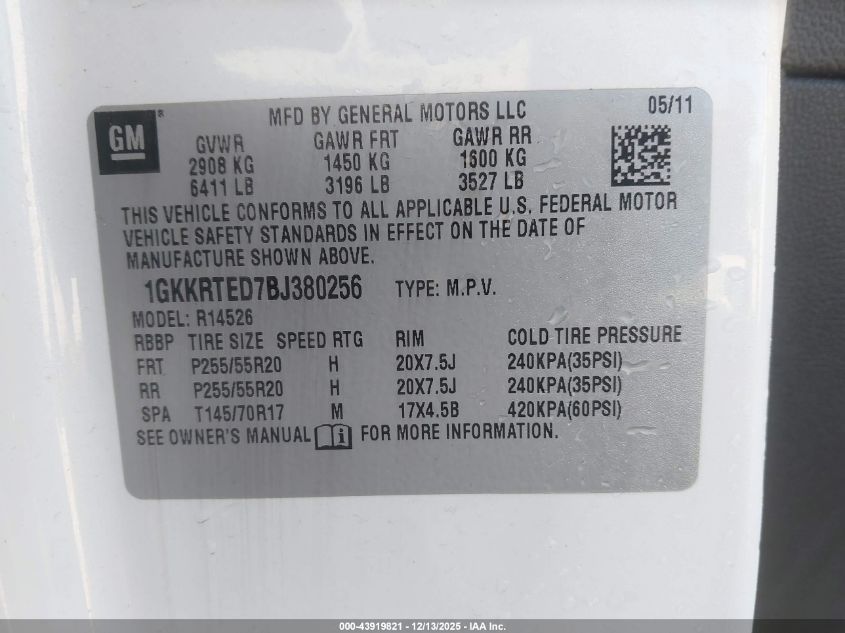 MFD BY GENERAL MOTORS LLC 05/11
GM®
GVWR GAWR FRT GAWR RR
2908 KG 1450 KG 1600 KG
6411 LB 3196 LB 3527 LB
THIS VEHICLE CONFORMS TO ALL APPLICABLE U.S. FEDERAL MOTOR
VEHICLE SAFETY STANDARDS IN EFFECT ON THE DATE OF
MANUFACTURE SHOWN ABOVE.
1GKKRTED7BJ380256 TYPE: M.P.V.
MODEL: R14526
RBBP TIRE SIZE SPEED RTG RIM COLD TIRE PRESSURE
FRT P255/55R20 H 20X7.5J 240KPA(35PSI)
RR P255/55R20 H 20X7.5J 240KPA(35PSI)
SPA T145/70R17 M 17X4.5B 420KPA(60PSI)
SEE OWNER'S MANUAL i FOR MORE INFORMATION.
000-43919821 - 12/13/2025 - IAA Inc.